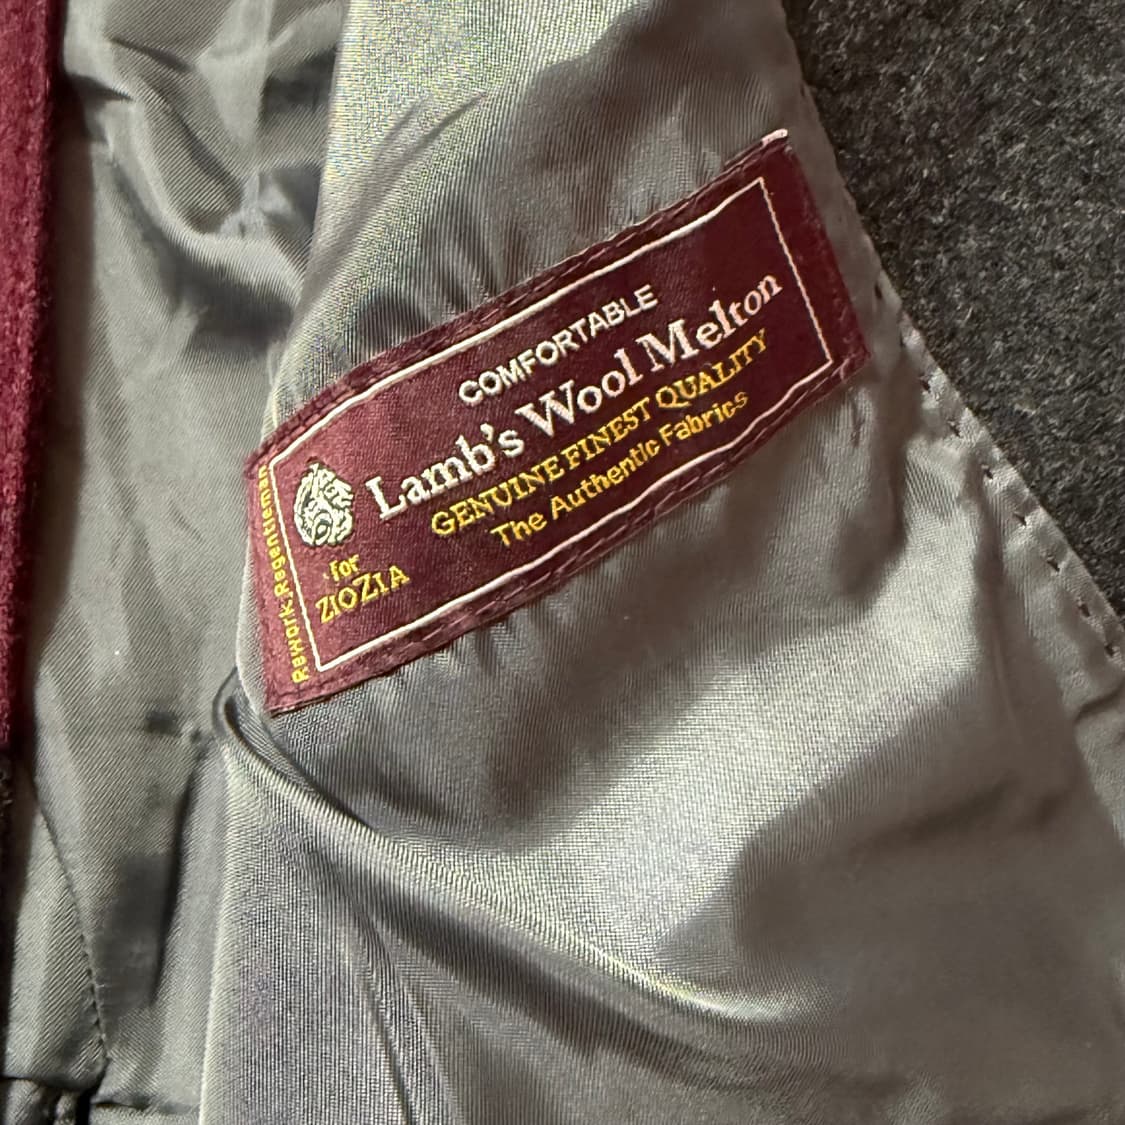 COMFORTABLE
Lamb's Wool Melton
GENUINE FINEST QUALITY
The Authentic Fabrics
for
ZIOZIA
Rework.Regentleman